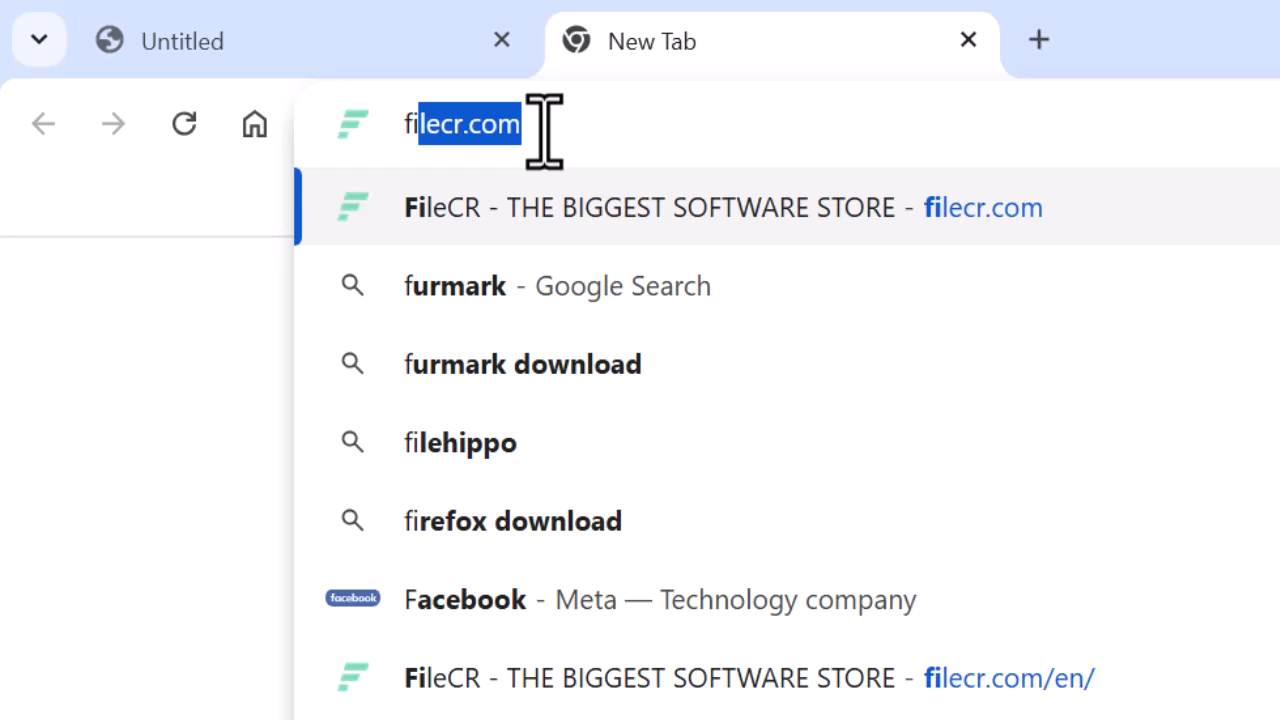 Untitled
New Tab
filecr.com
FileCR - THE BIGGEST SOFTWARE STORE - filecr.com
furmark - Google Search
furmark download
filehippo
firefox download
facebook Facebook - Meta — Technology company
FileCR - THE BIGGEST SOFTWARE STORE - filecr.com/en/